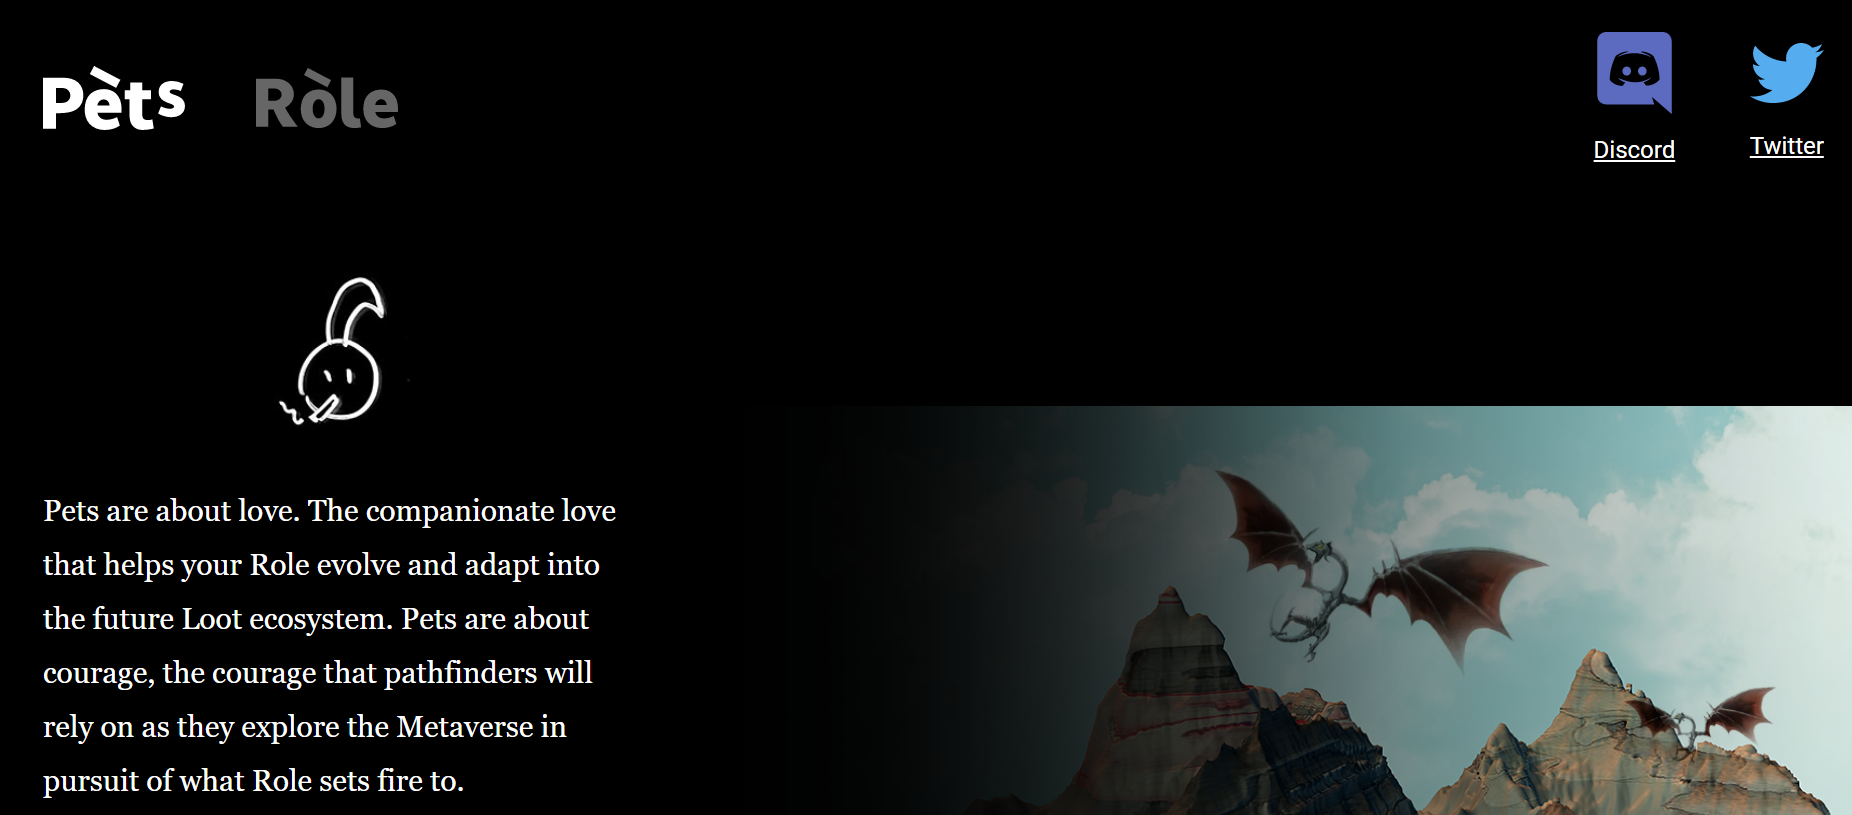 Pèts
Ròle
Discord
Twitter
Pets are about love. The companionate love
that helps your Role evolve and adapt into
the future Loot ecosystem. Pets are about
courage, the courage that pathfinders will
rely on as they explore the Metaverse in
pursuit of what Role sets fire to.